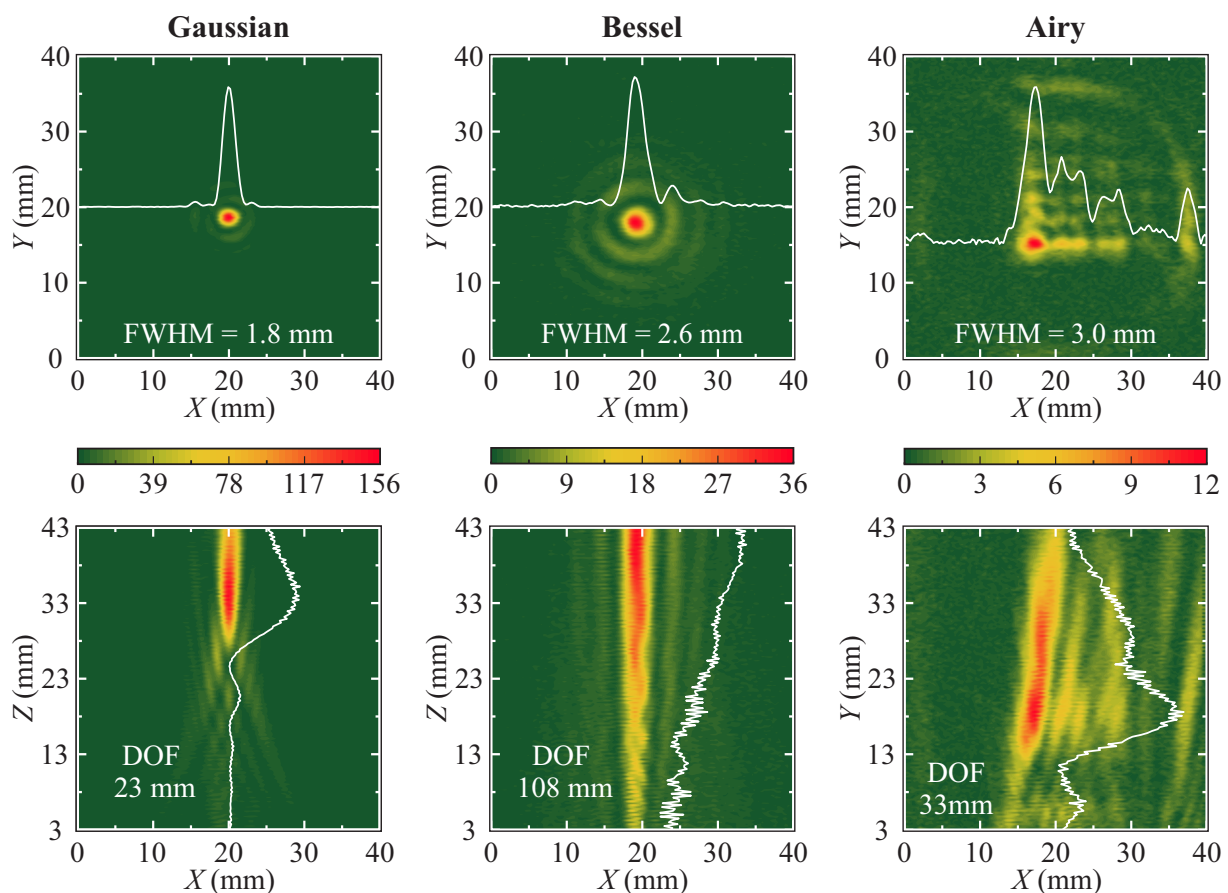 Gaussian Bessel Airy
40 40 40
30 30 30
Y (mm) Y (mm) Y (mm)
20 20 20
10 10 10
FWHM = 1.8 mm FWHM = 2.6 mm FWHM = 3.0 mm
0 0 0
0 10 20 30 40 0 10 20 30 40 0 10 20 30 40
X (mm) X (mm) X (mm)
0 39 78 117 156 0 9 18 27 36 0 3 6 9 12
43 43 43
33 33 33
Z (mm) Z (mm) Y (mm)
23 23 23
13 13 13
DOF DOF DOF
23 mm 108 mm 33mm
3 3 3
0 10 20 30 40 0 10 20 30 40 0 10 20 30 40
X (mm) X (mm) X (mm)